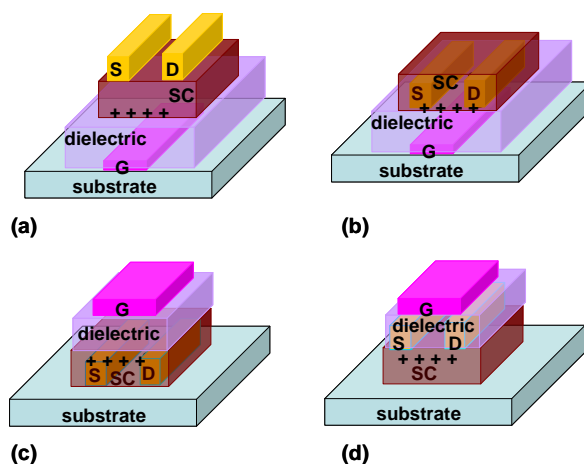 S D
SC
+ + + +
dielectric
G
substrate
(a)
SC
S D
+ + + +
dielectric
G
substrate
(b)
G
dielectric
+ + + +
S SC D
substrate
(c)
G
dielectric
S D
+ + + +
SC
substrate
(d)